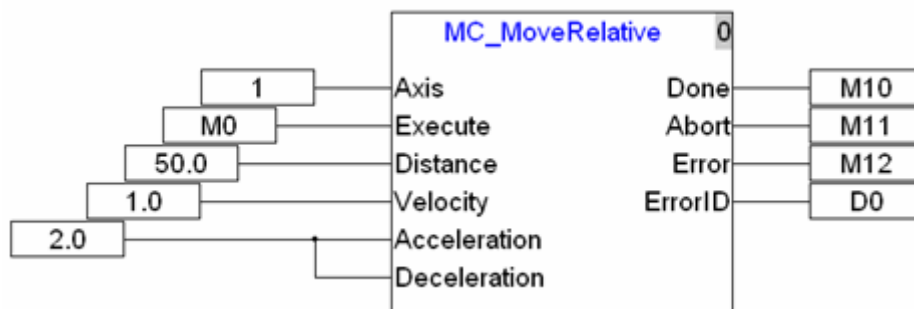 MC_MoveRelative 0
1 Axis Done M10
M0 Execute Abort M11
50.0 Distance Error M12
1.0 Velocity ErrorID D0
2.0 Acceleration
Deceleration